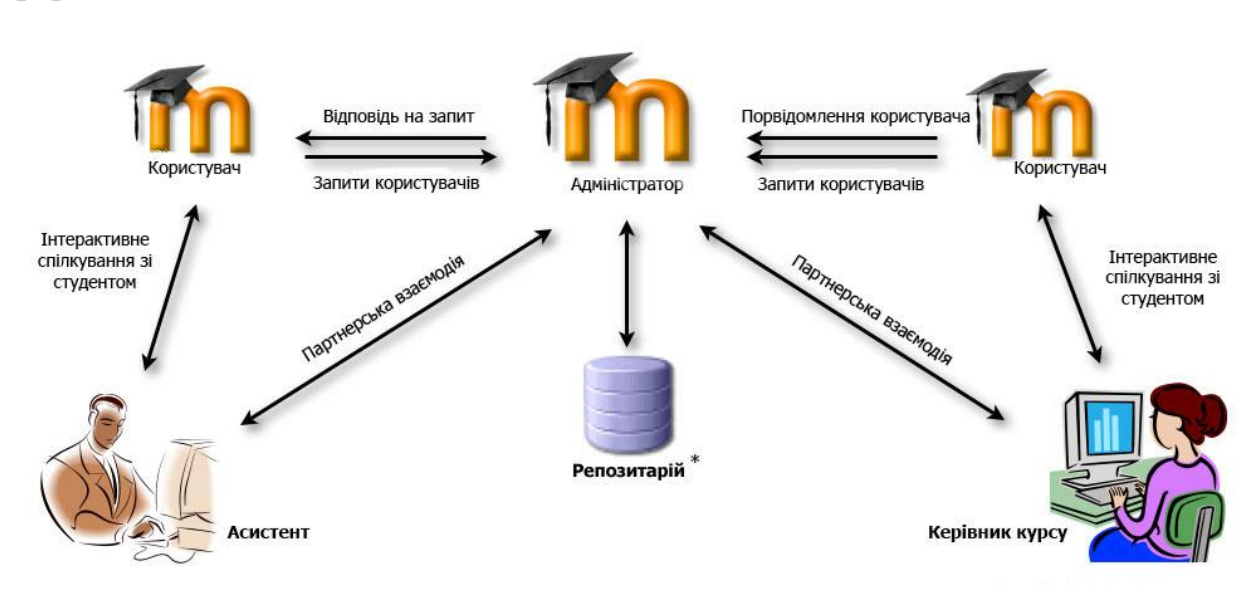 Відповідь на запит
Порвідомлення користувача
Користувач
Запити користувачів
Адміністратор
Запити користувачів
Користувач
Інтерактивне
спілкування зі
студентом
Партнерська взаємодія
Партнерська взаємодія
Інтерактивне
спілкування зі
студентом
Репозитарій *
Асистент
Керівник курсу